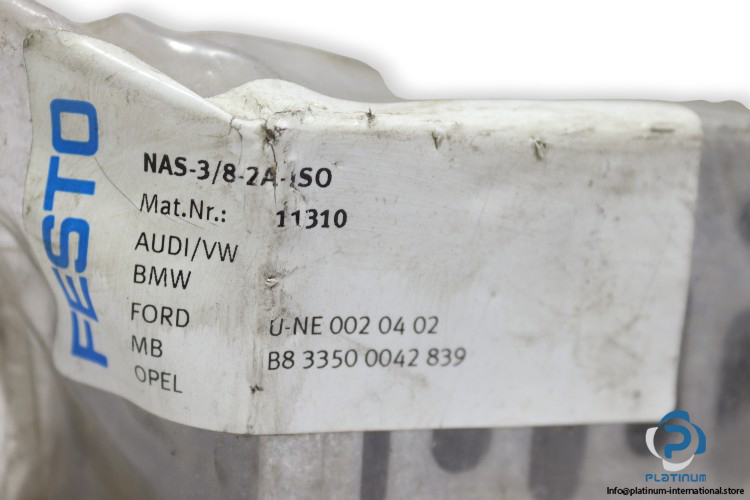 FESTO
NAS-3/8-2A-ISO
Mat.Nr.: 11310
AUDI/VW
BMW
FORD U-NE 002 04 02
MB B8 3350 0042 839
OPEL
PLATINUM
Info@platinum-international.store